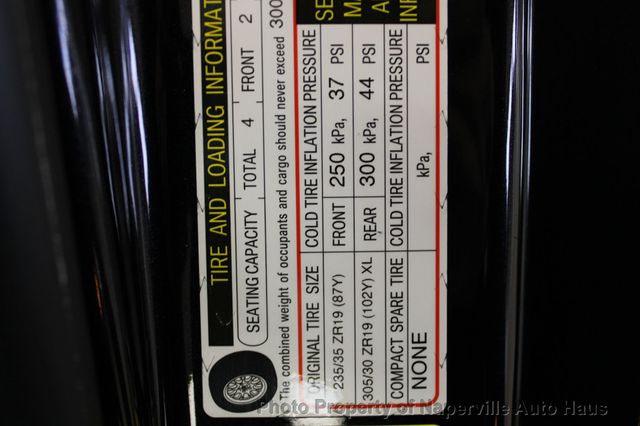 TIRE AND LOADING INFORMAT
SEATING CAPACITY TOTAL 4 FRONT 2
The combined weight of occupants and cargo should never exceed 300
ORIGINAL TIRE SIZE COLD TIRE INFLATION PRESSURE SE
235/35 ZR19 (87Y) FRONT 250 kPa, 37 PSI
305/30 ZR19 (102Y) XL REAR 300 kPa, 44 PSI
COMPACT SPARE TIRE COLD TIRE INFLATION PRESSURE INF
NONE kPa, PSI
Photo Property of Naperville Auto Haus